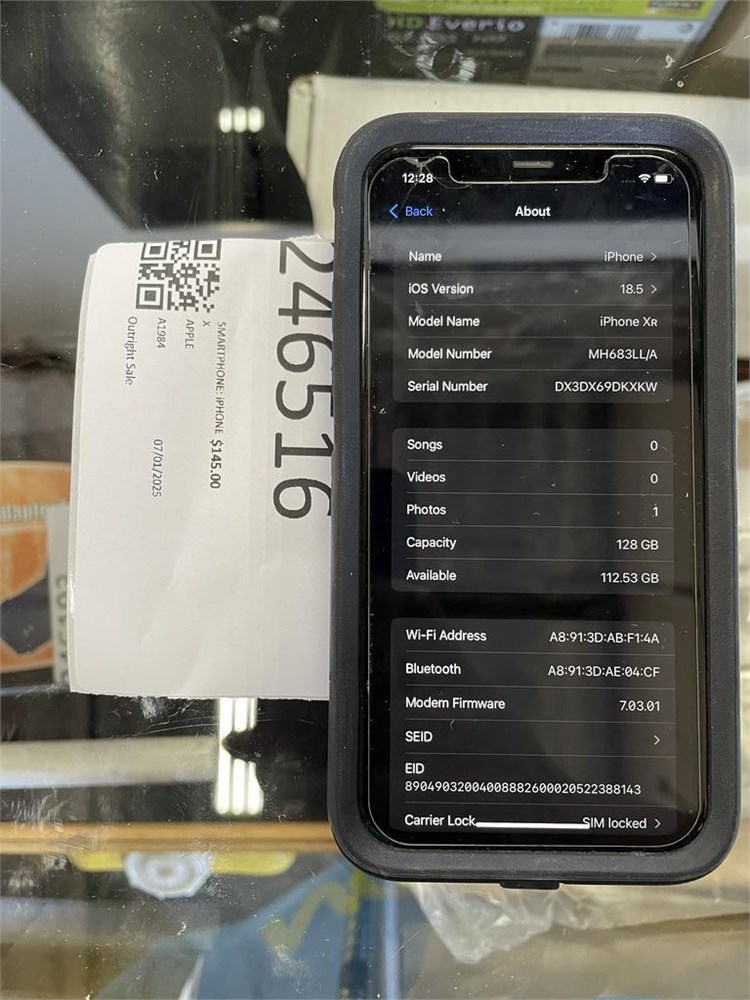 HD.Everio
246516
SMARTPHONE: IPHONE $145.00
X
APPLE
A1984
07/01/2025
Outright Sale
12:28
Back
About
Name iPhone
iOS Version 18.5
Model Name iPhone XR
Model Number MH683LL/A
Serial Number DX3DX69DKXKW
Songs 0
Videos 0
Photos 1
Capacity 128 GB
Available 112.53 GB
Wi-Fi Address A8:91:3D:AB:F1:4A
Bluetooth A8:91:3D:AE:04:CF
Modem Firmware 7.03.01
SEID
EID
89049032004008882600020522388143
Carrier Lock SIM locked